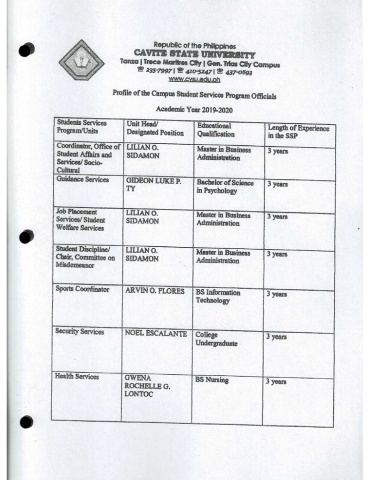 Republic of the Philippines
CAVITE STATE UNIVERSITY
Tanza | Trece Martires City | Gen. Trias City Campus
☏ 235-7997 | ☏ 410-5247 | ☏ 437-0693
www.cvsu.edu.ph
Profile of the Campus Student Services Program Officials
Academic Year 2019-2020
Students Services Program/Units
Unit Head/ Designated Position
Educational Qualification
Length of Experience in the SSP
Coordinator, Office of Student Affairs and Services/ Socio-Cultural
LILIAN O. SIDAMON
Master in Business Administration
3 years
Guidance Services
GIDEON LUKE P. TY
Bachelor of Science in Psychology
3 years
Job Placement Services/ Student Welfare Services
LILIAN O. SIDAMON
Master in Business Administration
3 years
Student Discipline/ Chair, Committee on Misdemeanor
LILIAN O. SIDAMON
Master in Business Administration
3 years
Sports Coordinator
ARVIN O. FLORES
BS Information Technology
3 years
Security Services
NOEL ESCALANTE
College Undergraduate
3 years
Health Services
GWENA ROCHELLE G. LONTOC
BS Nursing
3 years